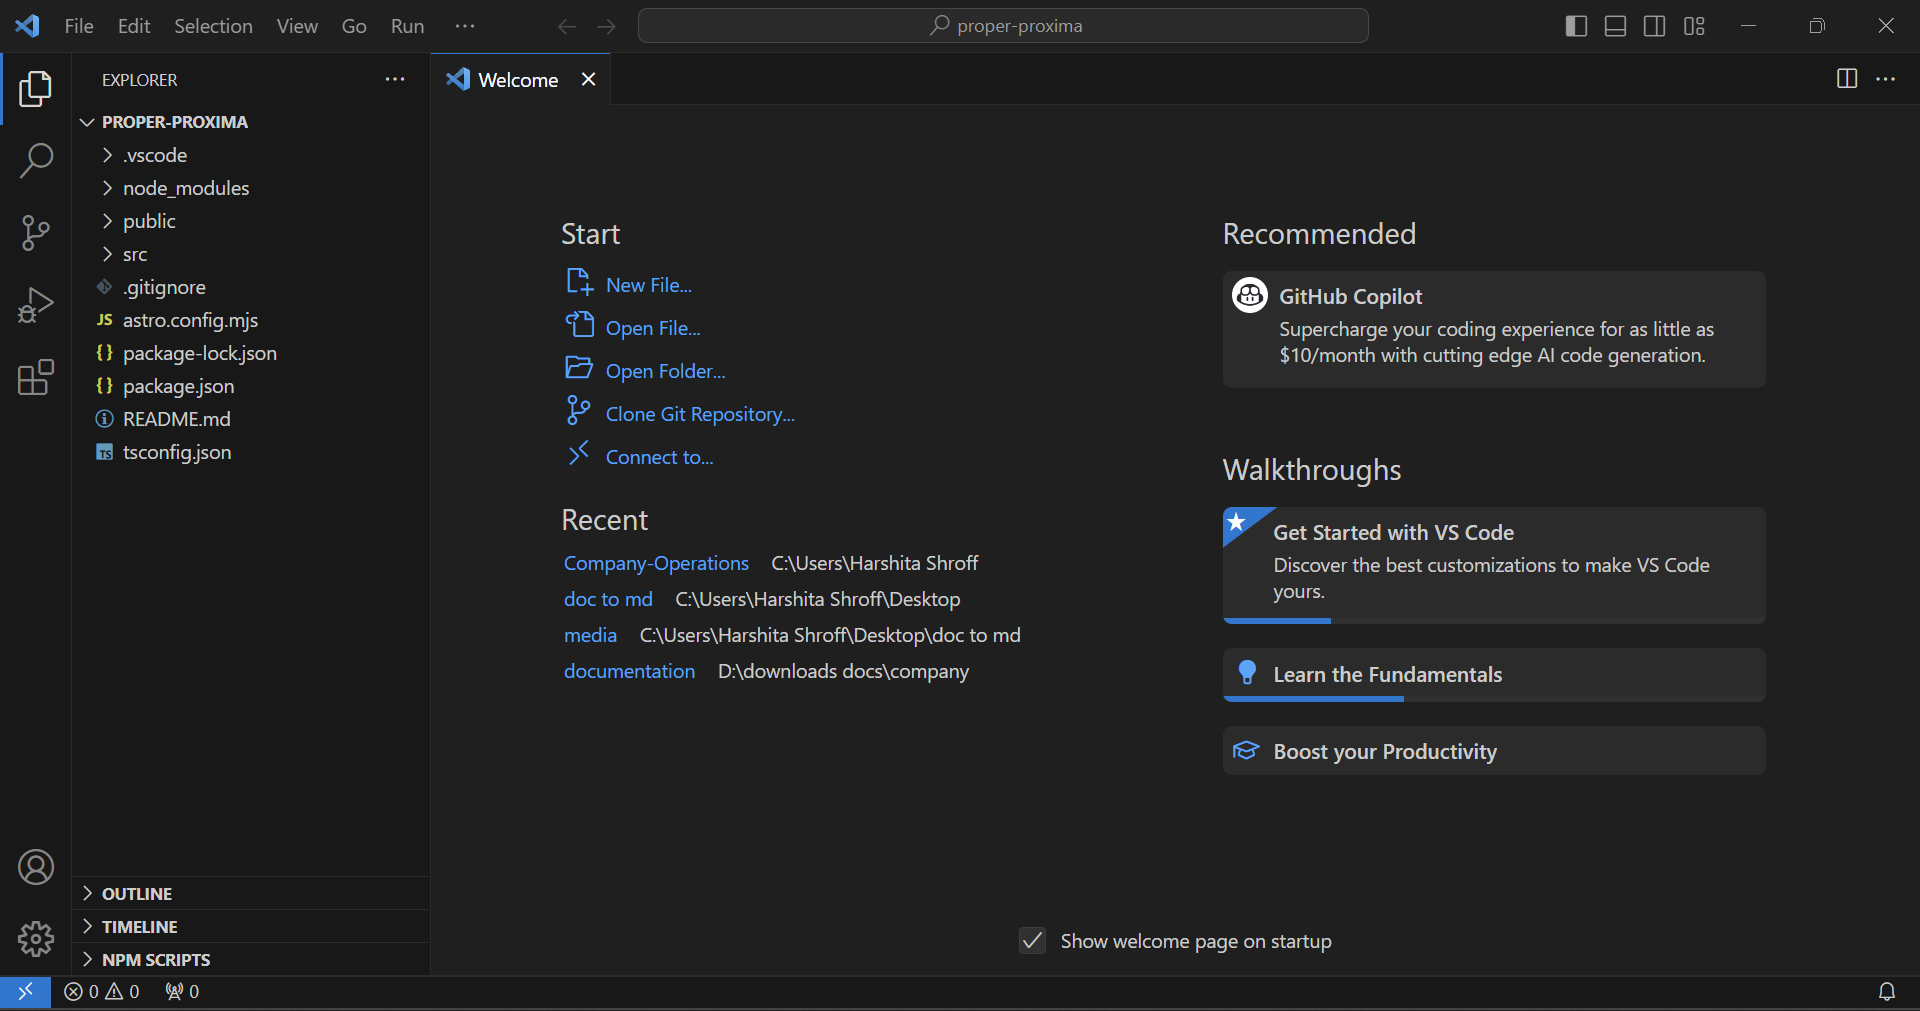 File Edit Selection View Go Run ···
proper-proxima
EXPLORER ···
Welcome
PROPER-PROXIMA
.vscode
node_modules
public
src
.gitignore
JS astro.config.mjs
{} package-lock.json
{} package.json
README.md
TS tsconfig.json
OUTLINE
TIMELINE
NPM SCRIPTS
Start
New File...
Open File...
Open Folder...
Clone Git Repository...
Connect to...
Recent
Company-Operations C:\Users\Harshita Shroff
doc to md C:\Users\Harshita Shroff\Desktop
media C:\Users\Harshita Shroff\Desktop\doc to md
documentation D:\downloads docs\company
Recommended
GitHub Copilot
Supercharge your coding experience for as little as
$10/month with cutting edge AI code generation.
Walkthroughs
Get Started with VS Code
Discover the best customizations to make VS Code
yours.
Learn the Fundamentals
Boost your Productivity
Show welcome page on startup
0 0 0